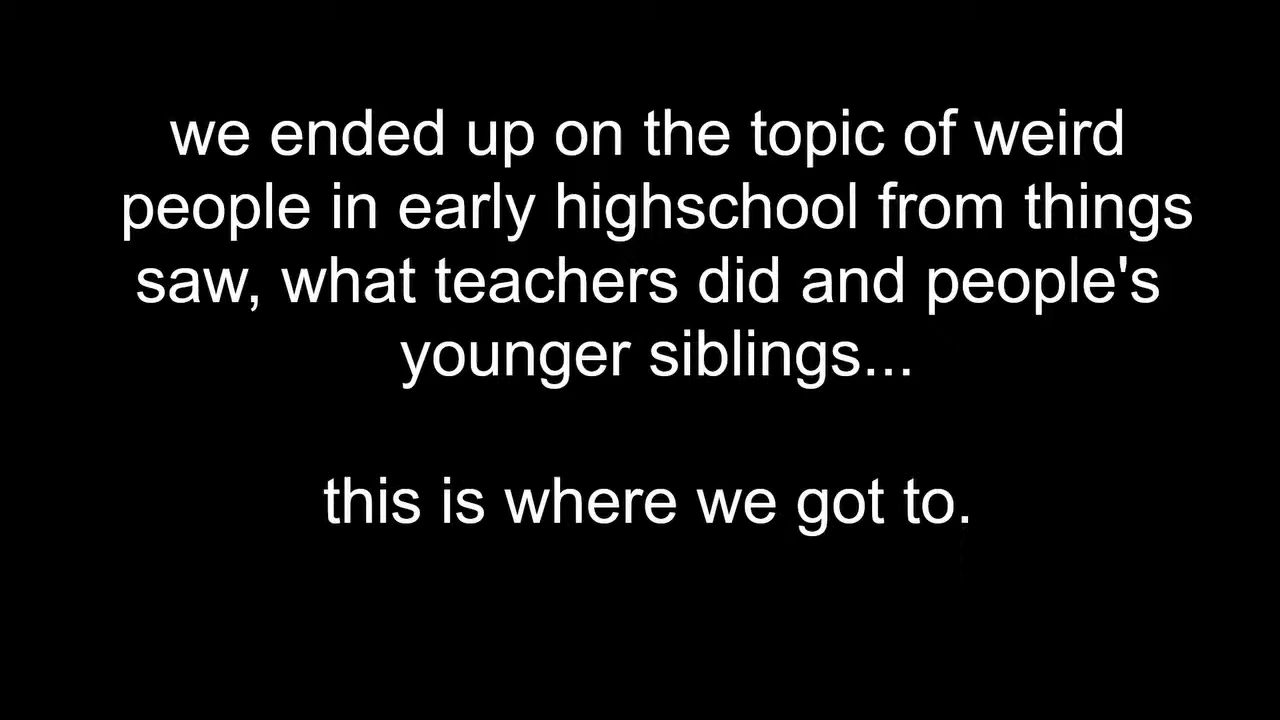 we ended up on the topic of weird
people in early highschool from things
saw, what teachers did and people's
younger siblings...
this is where we got to.